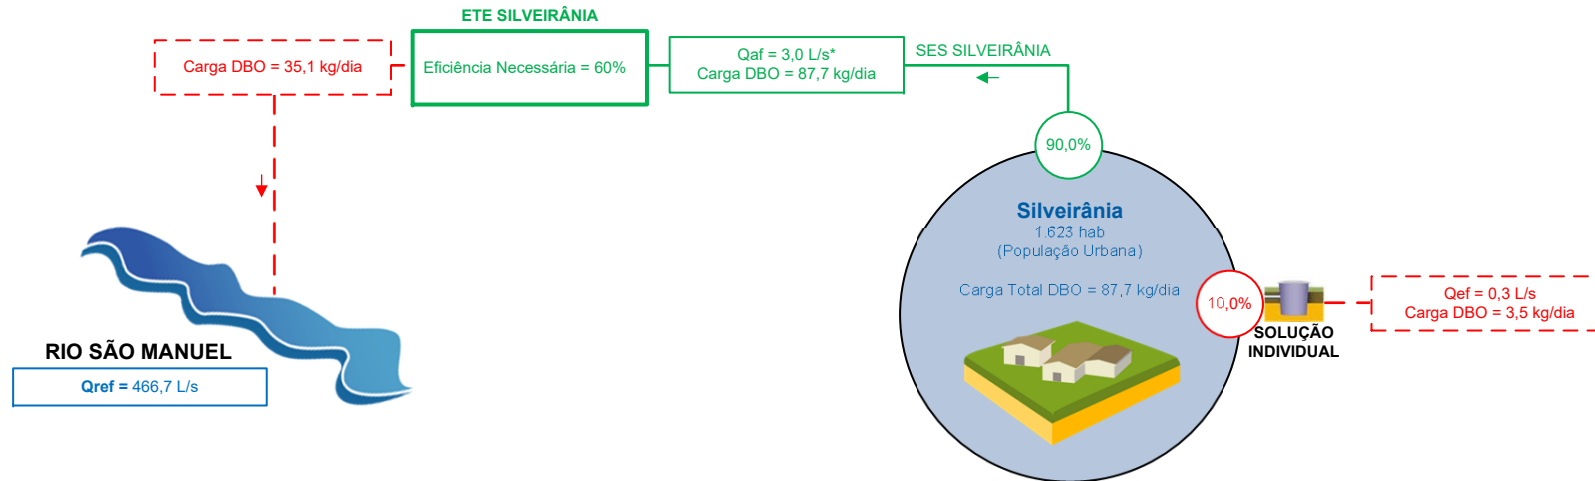 ETE SILVEIRÂNIA
Carga DBO = 35,1 kg/dia
Eficiência Necessária = 60%
Qaf = 3,0 L/s*
Carga DBO = 87,7 kg/dia
SES SILVEIRÂNIA
90,0%
Silveirânia
1.623 hab
(População Urbana)
Carga Total DBO = 87,7 kg/dia
10,0%
SOLUÇÃO
INDIVIDUAL
Qef = 0,3 L/s
Carga DBO = 3,5 kg/dia
RIO SÃO MANUEL
Qref = 466,7 L/s